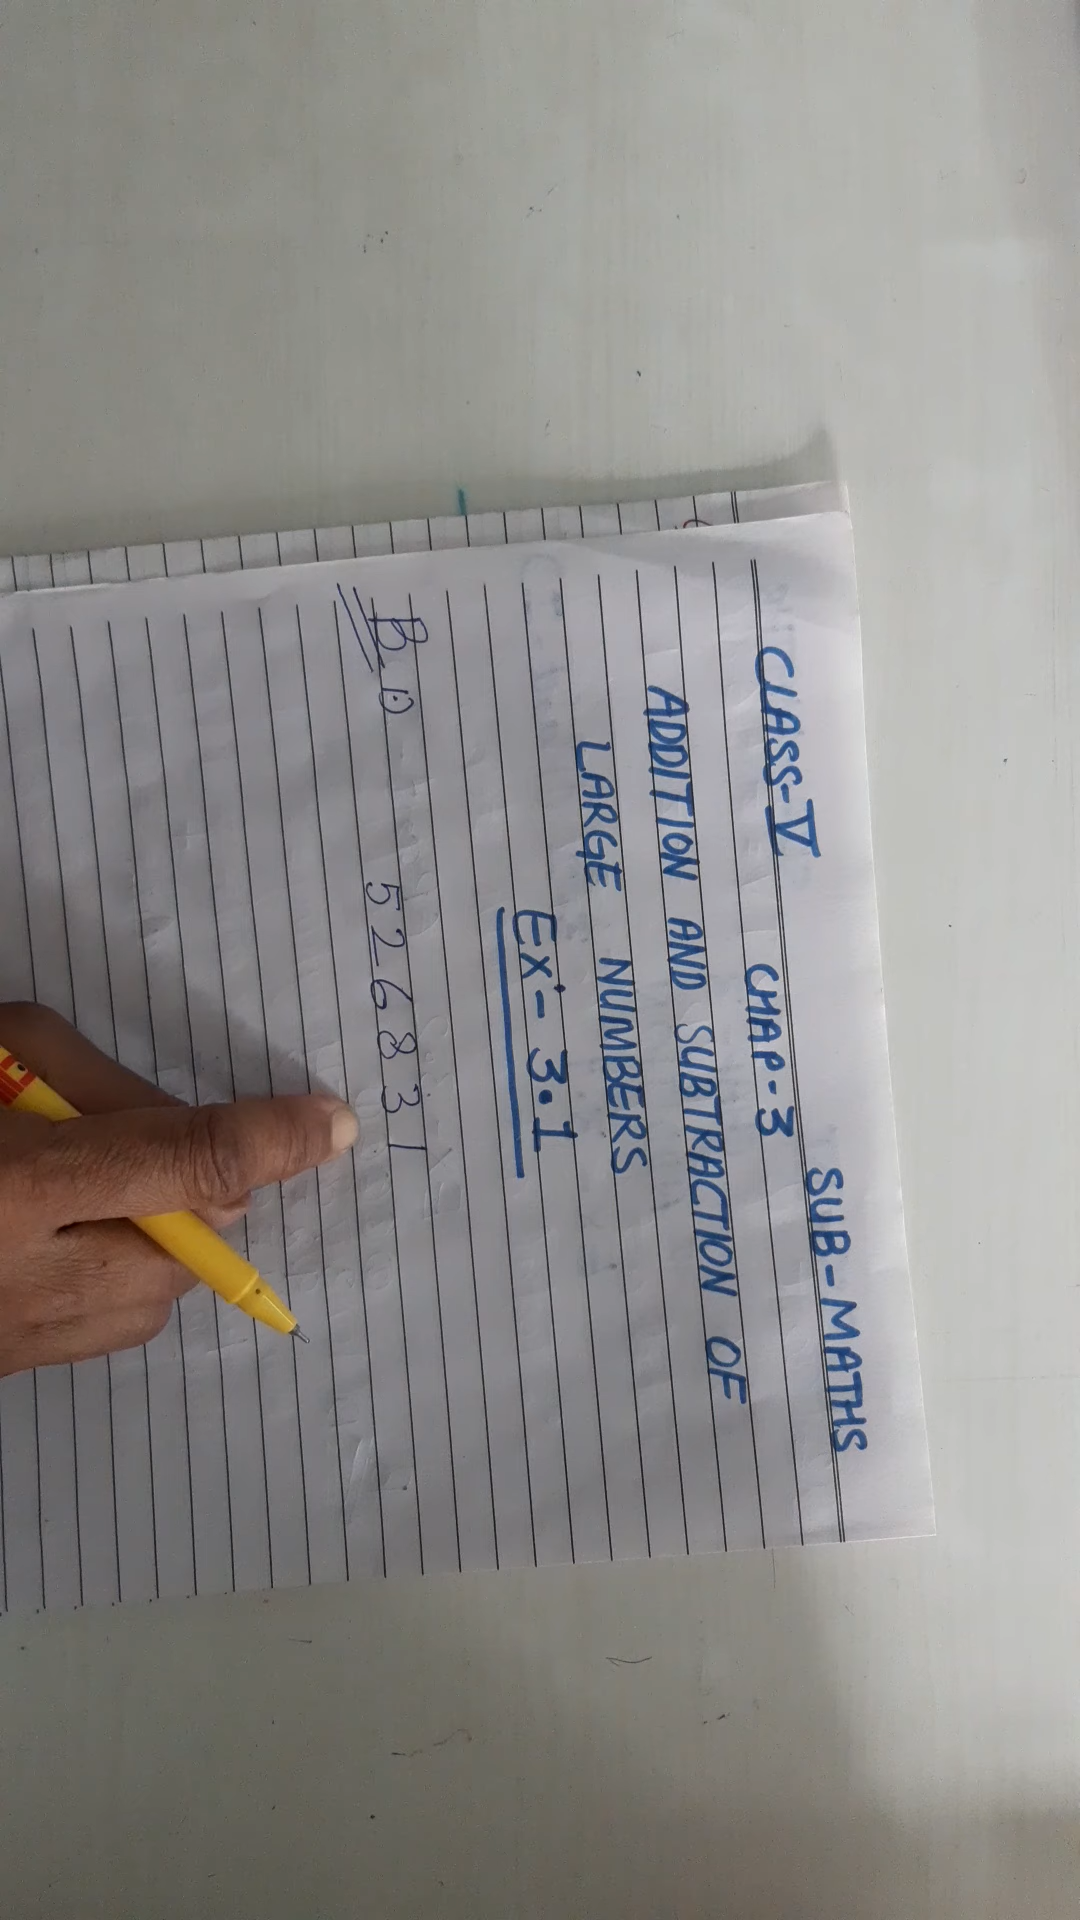 SUB-MATHS
CLASS-V CHAP-3
ADDITION AND SUBTRACTION OF
LARGE NUMBERS
Ex - 3.1
B 526831